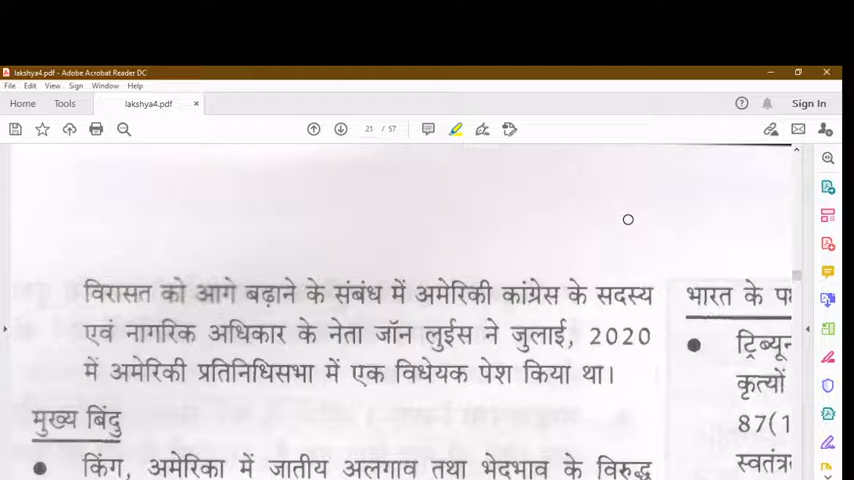 lakshya4.pdf - Adobe Acrobat Reader DC
File Edit View Sign Window Help
Home Tools lakshya4.pdf × Sign In
21 / 57
विरासत को आगे बढ़ाने के संबंध में अमेरिकी कांग्रेस के सदस्य
एवं नागरिक अधिकार के नेता जॉन लुईस ने जुलाई, 2020
में अमेरिकी प्रतिनिधिसभा में एक विधेयक पेश किया था।
मुख्य बिंदु
● किंग, अमेरिका में जातीय अलगाव तथा भेदभाव के विरुद्ध
भारत के
● ट्रिब्यून
कृत्यों
87(1
स्वतंत्र